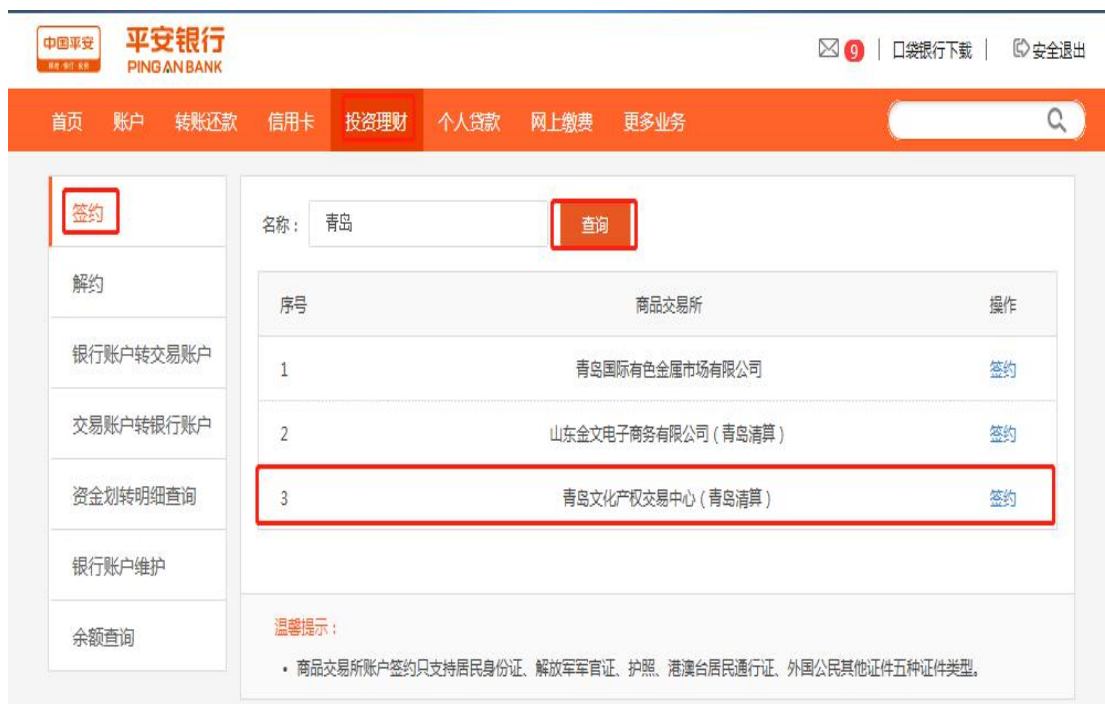 中国平安
平安银行
PING AN BANK
9 | 口袋银行下载 | 安全退出
首页 账户 转账还款 信用卡 投资理财 个人贷款 网上缴费 更多业务
签约
解约
银行账户转交易账户
交易账户转银行账户
资金划转明细查询
银行账户维护
余额查询
名称： 青岛 查询
序号 商品交易所 操作
1 青岛国际有色金属市场有限公司 签约
2 山东金文电子商务有限公司（青岛清算） 签约
3 青岛文化产权交易中心（青岛清算） 签约
温馨提示：
• 商品交易所账户签约只支持居民身份证、解放军军官证、护照、港澳台居民通行证、外国公民其他证件五种证件类型。